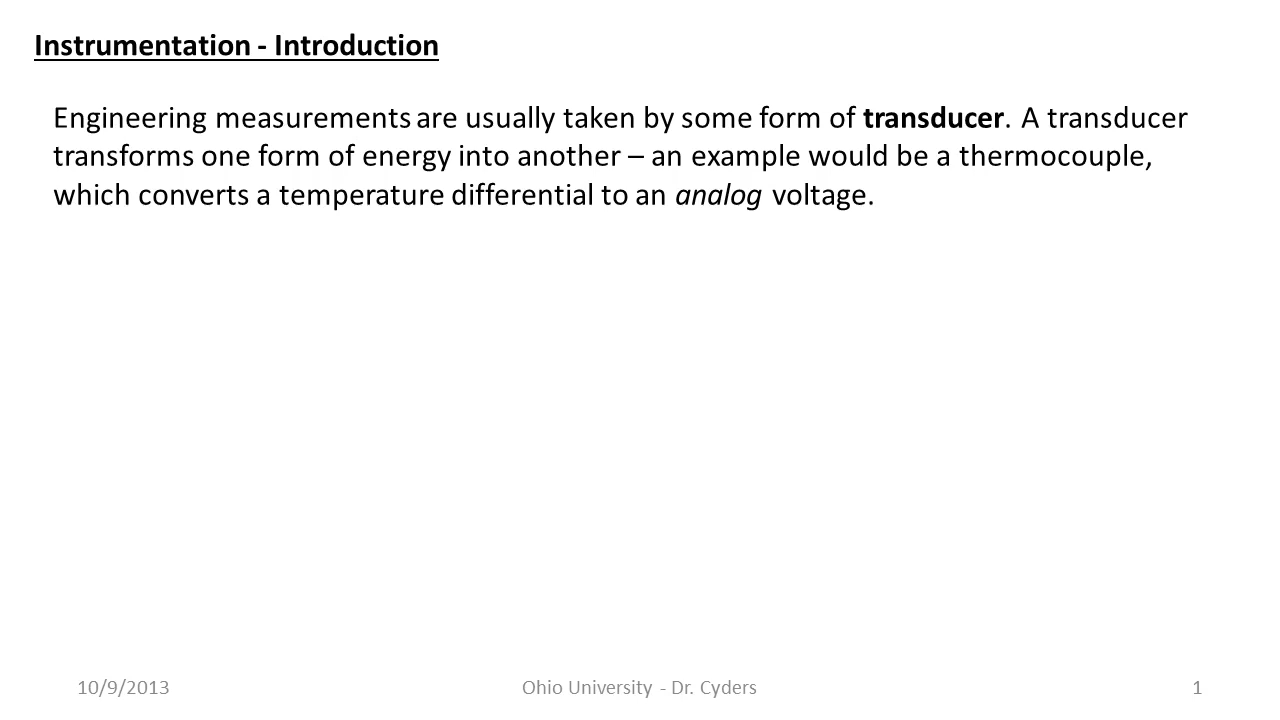 Instrumentation - Introduction
Engineering measurements are usually taken by some form of transducer. A transducer
transforms one form of energy into another – an example would be a thermocouple,
which converts a temperature differential to an analog voltage.
10/9/2013
Ohio University - Dr. Cyders
1